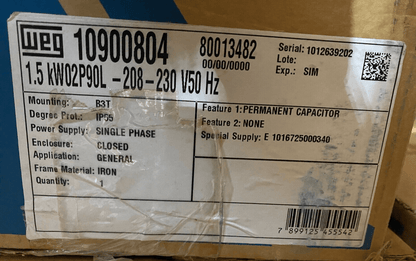 WEG 10900804 80013482 Serial: 1012639202
00/00/0000 Lote:
Exp.: SIM
1.5 kW02P90L -208-230 V50 Hz
Mounting: B3T
Degree Prot.: IP55
Power Supply: SINGLE PHASE
Enclosure: CLOSED
Application: GENERAL
Frame Material: IRON
Quantity: 1
Feature 1: PERMANENT CAPACITOR
Feature 2: NONE
Special Supply: E 1016725000340
7 899125 455542